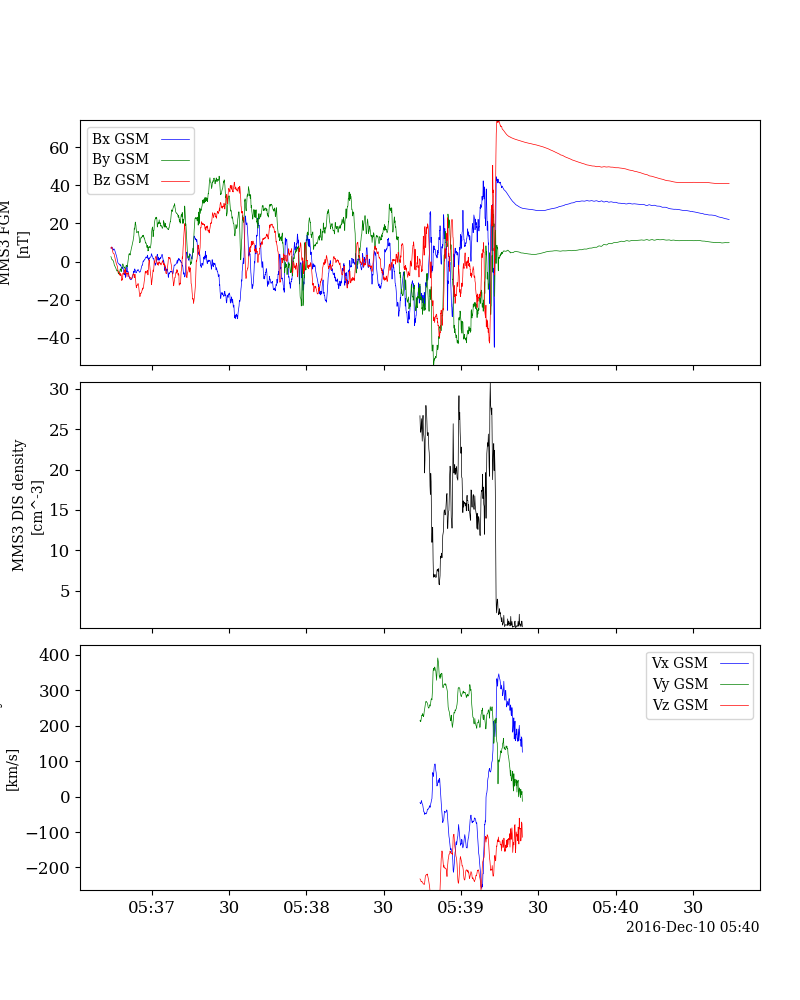 60
40
20
0
−20
−40
MMS3 FGM
[nT]
Bx GSM
By GSM
Bz GSM
30
25
20
15
10
5
MMS3 DIS density
[cm^-3]
400
300
200
100
0
−100
−200
[km/s]
Vx GSM
Vy GSM
Vz GSM
05:37 30 05:38 30 05:39 30 05:40 30
2016-Dec-10 05:40